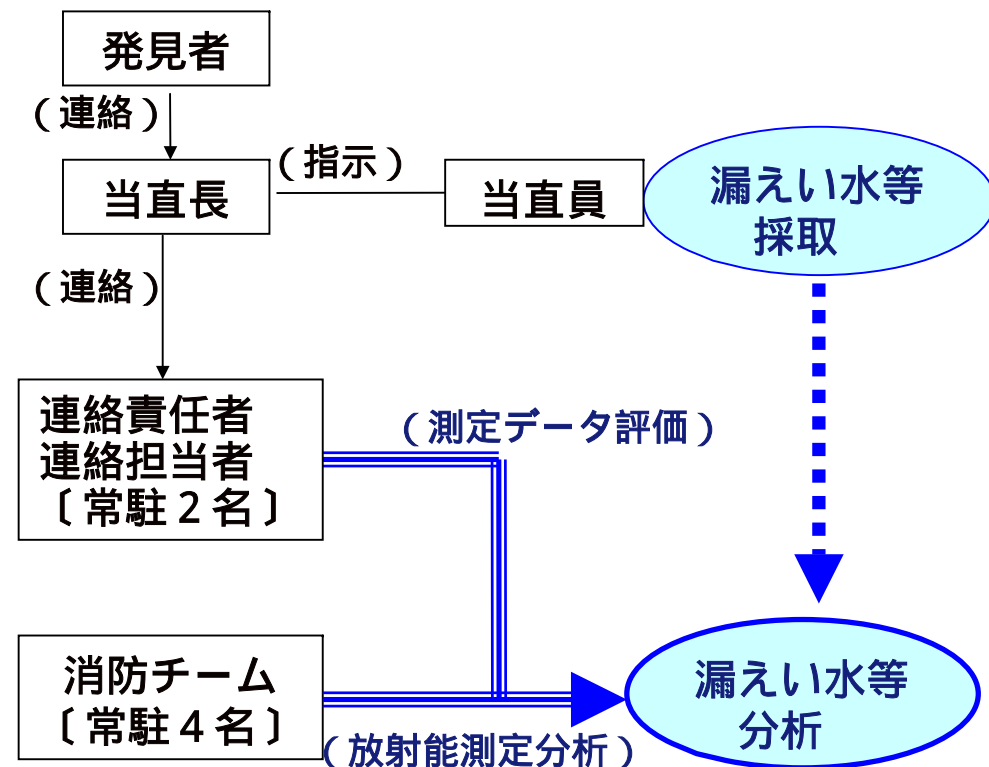 発見者
（連絡）
当直長
（指示）
当直員
漏えい水等
採取
（連絡）
連絡責任者
連絡担当者
〔常駐２名〕
（測定データ評価）
消防チーム
〔常駐４名〕
（放射能測定分析）
漏えい水等
分析